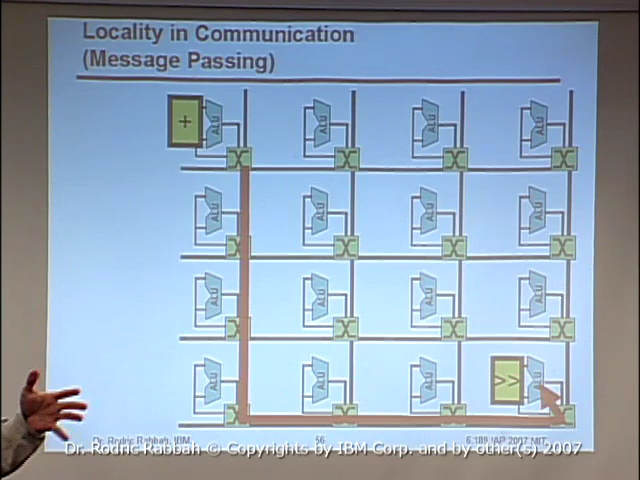 Locality in Communication
(Message Passing)
+
ALU ALU ALU ALU
ALU ALU ALU ALU
ALU ALU ALU ALU
>>
ALU ALU ALU ALU
Dr. Rodric Rabbah, IBM. 56 6.189 IAP 2007 MIT
Dr. Rodric Rabbah © Copyrights by IBM Corp. and by other(s) 2007